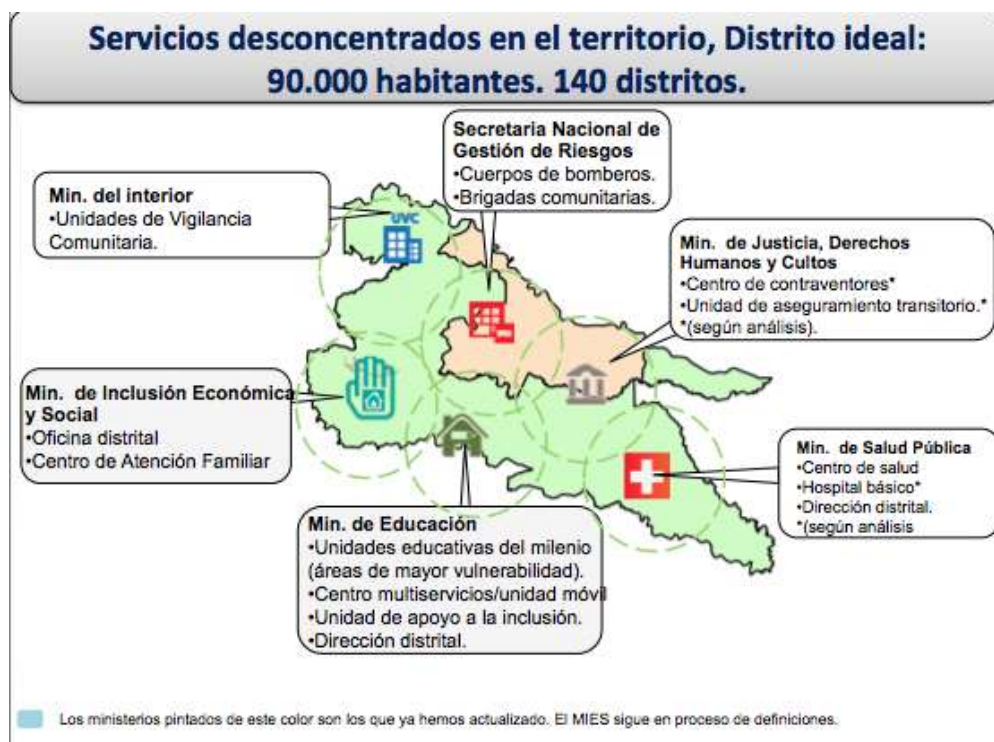 Servicios desconcentrados en el territorio, Distrito ideal:
90.000 habitantes. 140 distritos.
Secretaria Nacional de
Gestión de Riesgos
•Cuerpos de bomberos.
•Brigadas comunitarias.
Min. del interior
•Unidades de Vigilancia
Comunitaria.
UVC
Min. de Justicia, Derechos
Humanos y Cultos
•Centro de contraventores*
•Unidad de aseguramiento transitorio.*
*(según análisis).
Min. de Inclusión Económica
y Social
•Oficina distrital
•Centro de Atención Familiar
Min. de Salud Pública
•Centro de salud
•Hospital básico*
•Dirección distrital.
*(según análisis
Min. de Educación
•Unidades educativas del milenio
(áreas de mayor vulnerabilidad).
•Centro multiservicios/unidad móvil
•Unidad de apoyo a la inclusión.
•Dirección distrital.
Los ministerios pintados de este color son los que ya hemos actualizado. El MIES sigue en proceso de definiciones.